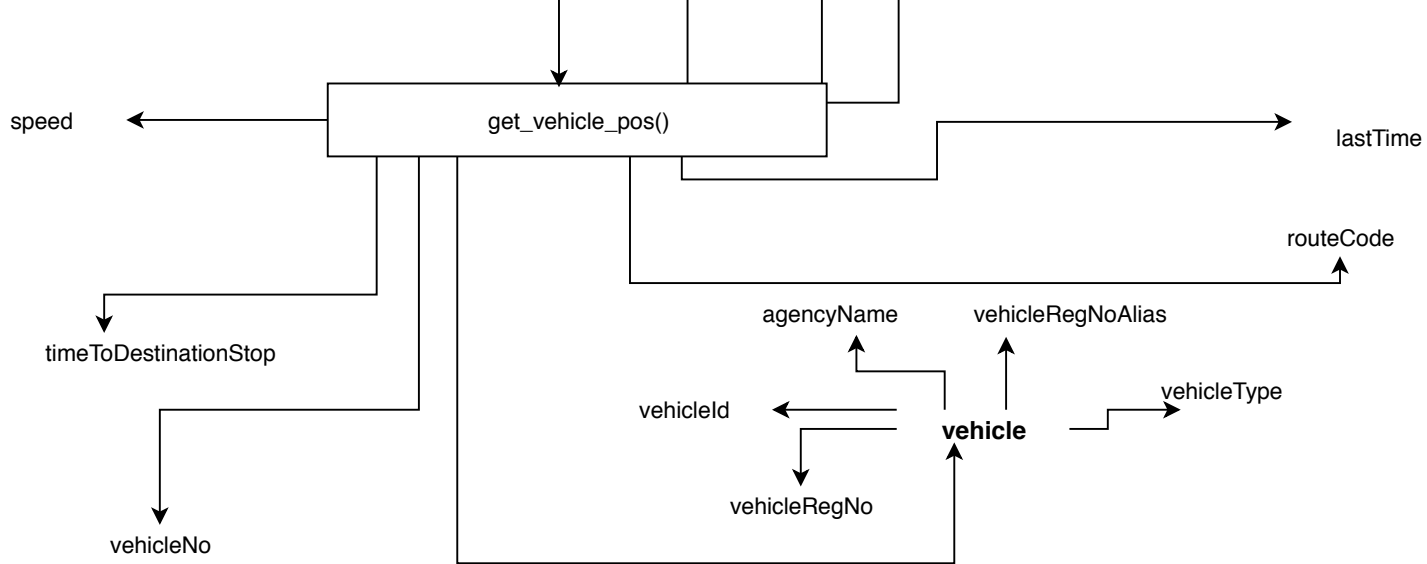 speed
get_vehicle_pos()
lastTime
routeCode
agencyName
vehicleRegNoAlias
timeToDestinationStop
vehicleType
vehicleId
vehicle
vehicleRegNo
vehicleNo